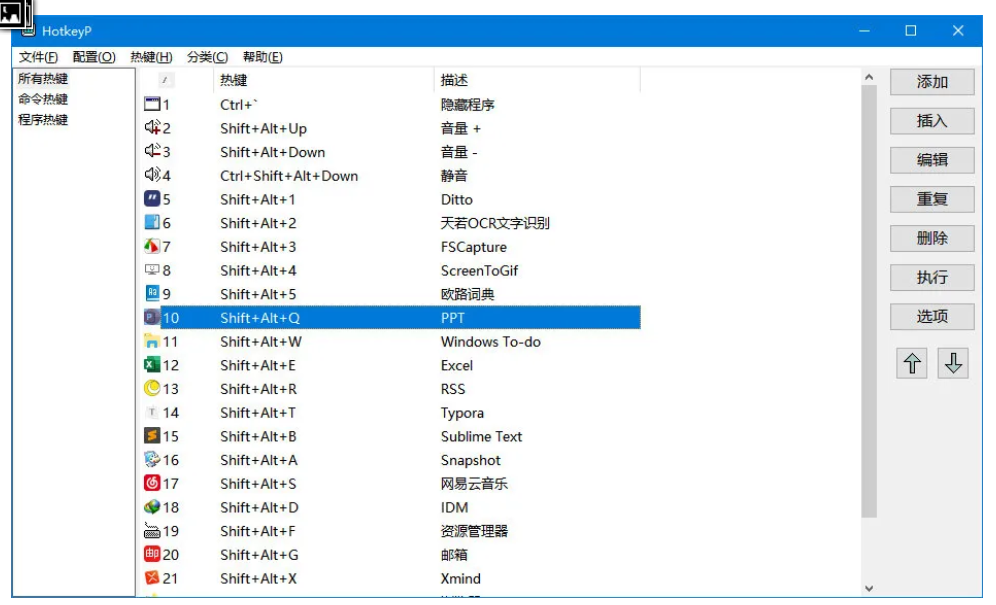 HotkeyP
文件(F) 配置(O) 热键(H) 分类(C) 帮助(E)
所有热键
命令热键
程序热键
热键 描述
1 Ctrl+` 隐藏程序
2 Shift+Alt+Up 音量 +
3 Shift+Alt+Down 音量 -
4 Ctrl+Shift+Alt+Down 静音
5 Shift+Alt+1 Ditto
6 Shift+Alt+2 天若OCR文字识别
7 Shift+Alt+3 FSCapture
8 Shift+Alt+4 ScreenToGif
9 Shift+Alt+5 欧路词典
10 Shift+Alt+Q PPT
11 Shift+Alt+W Windows To-do
12 Shift+Alt+E Excel
13 Shift+Alt+R RSS
14 Shift+Alt+T Typora
15 Shift+Alt+B Sublime Text
16 Shift+Alt+A Snapshot
17 Shift+Alt+S 网易云音乐
18 Shift+Alt+D IDM
19 Shift+Alt+F 资源管理器
20 Shift+Alt+G 邮箱
21 Shift+Alt+X Xmind
添加
插入
编辑
重复
删除
执行
选项